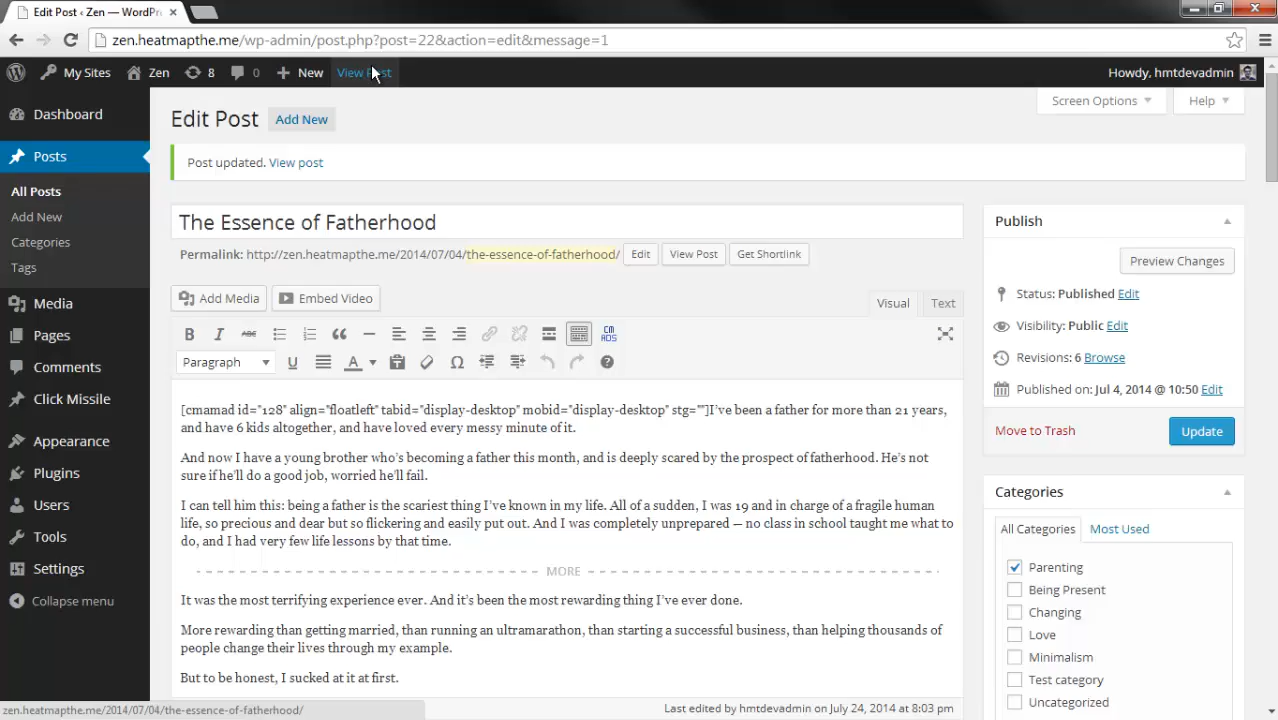 Edit Post ‹ Zen — WordPr
zen.heatmapthe.me/wp-admin/post.php?post=22&action=edit&message=1
My Sites Zen 8 0 New View Post Howdy, hmtdevadmin
Screen Options Help
Dashboard
Posts
All Posts
Add New
Categories
Tags
Media
Pages
Comments
Click Missile
Appearance
Plugins
Users
Tools
Settings
Collapse menu
Edit Post Add New
Post updated. View post
The Essence of Fatherhood
Permalink: http://zen.heatmapthe.me/2014/07/04/the-essence-of-fatherhood/ Edit View Post Get Shortlink
Add Media Embed Video Visual Text
B I ABC CM ADS
Paragraph U A Ω
[cmamad id="128" align="floatleft" tabid="display-desktop" mobid="display-desktop" stg=""]I've been a father for more than 21 years,
and have 6 kids altogether, and have loved every messy minute of it.
And now I have a young brother who's becoming a father this month, and is deeply scared by the prospect of fatherhood. He's not
sure if he'll do a good job, worried he'll fail.
I can tell him this: being a father is the scariest thing I've known in my life. All of a sudden, I was 19 and in charge of a fragile human
life, so precious and dear but so flickering and easily put out. And I was completely unprepared — no class in school taught me what to
do, and I had very few life lessons by that time.
MORE
It was the most terrifying experience ever. And it's been the most rewarding thing I've ever done.
More rewarding than getting married, than running an ultramarathon, than starting a successful business, than helping thousands of
people change their lives through my example.
But to be honest, I sucked at it at first.
Last edited by hmtdevadmin on July 24, 2014 at 8:03 pm
Publish
Preview Changes
Status: Published Edit
Visibility: Public Edit
Revisions: 6 Browse
Published on: Jul 4, 2014 @ 10:50 Edit
Move to Trash Update
Categories
All Categories Most Used
Parenting
Being Present
Changing
Love
Minimalism
Test category
Uncategorized
zen.heatmapthe.me/2014/07/04/the-essence-of-fatherhood/